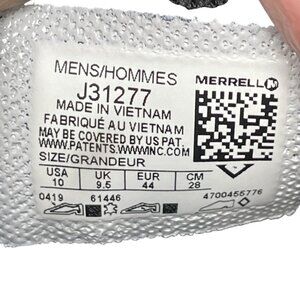 MENS/HOMMES
MERRELL
J31277
MADE IN VIETNAM
FABRIQUÉ AU VIETNAM
MAY BE COVERED BY US PAT.
WWW.PATENTS.WWWINC.COM
SIZE/GRANDEUR
USA UK EUR CM
10 9.5 44 28
0419 61446 4700455776